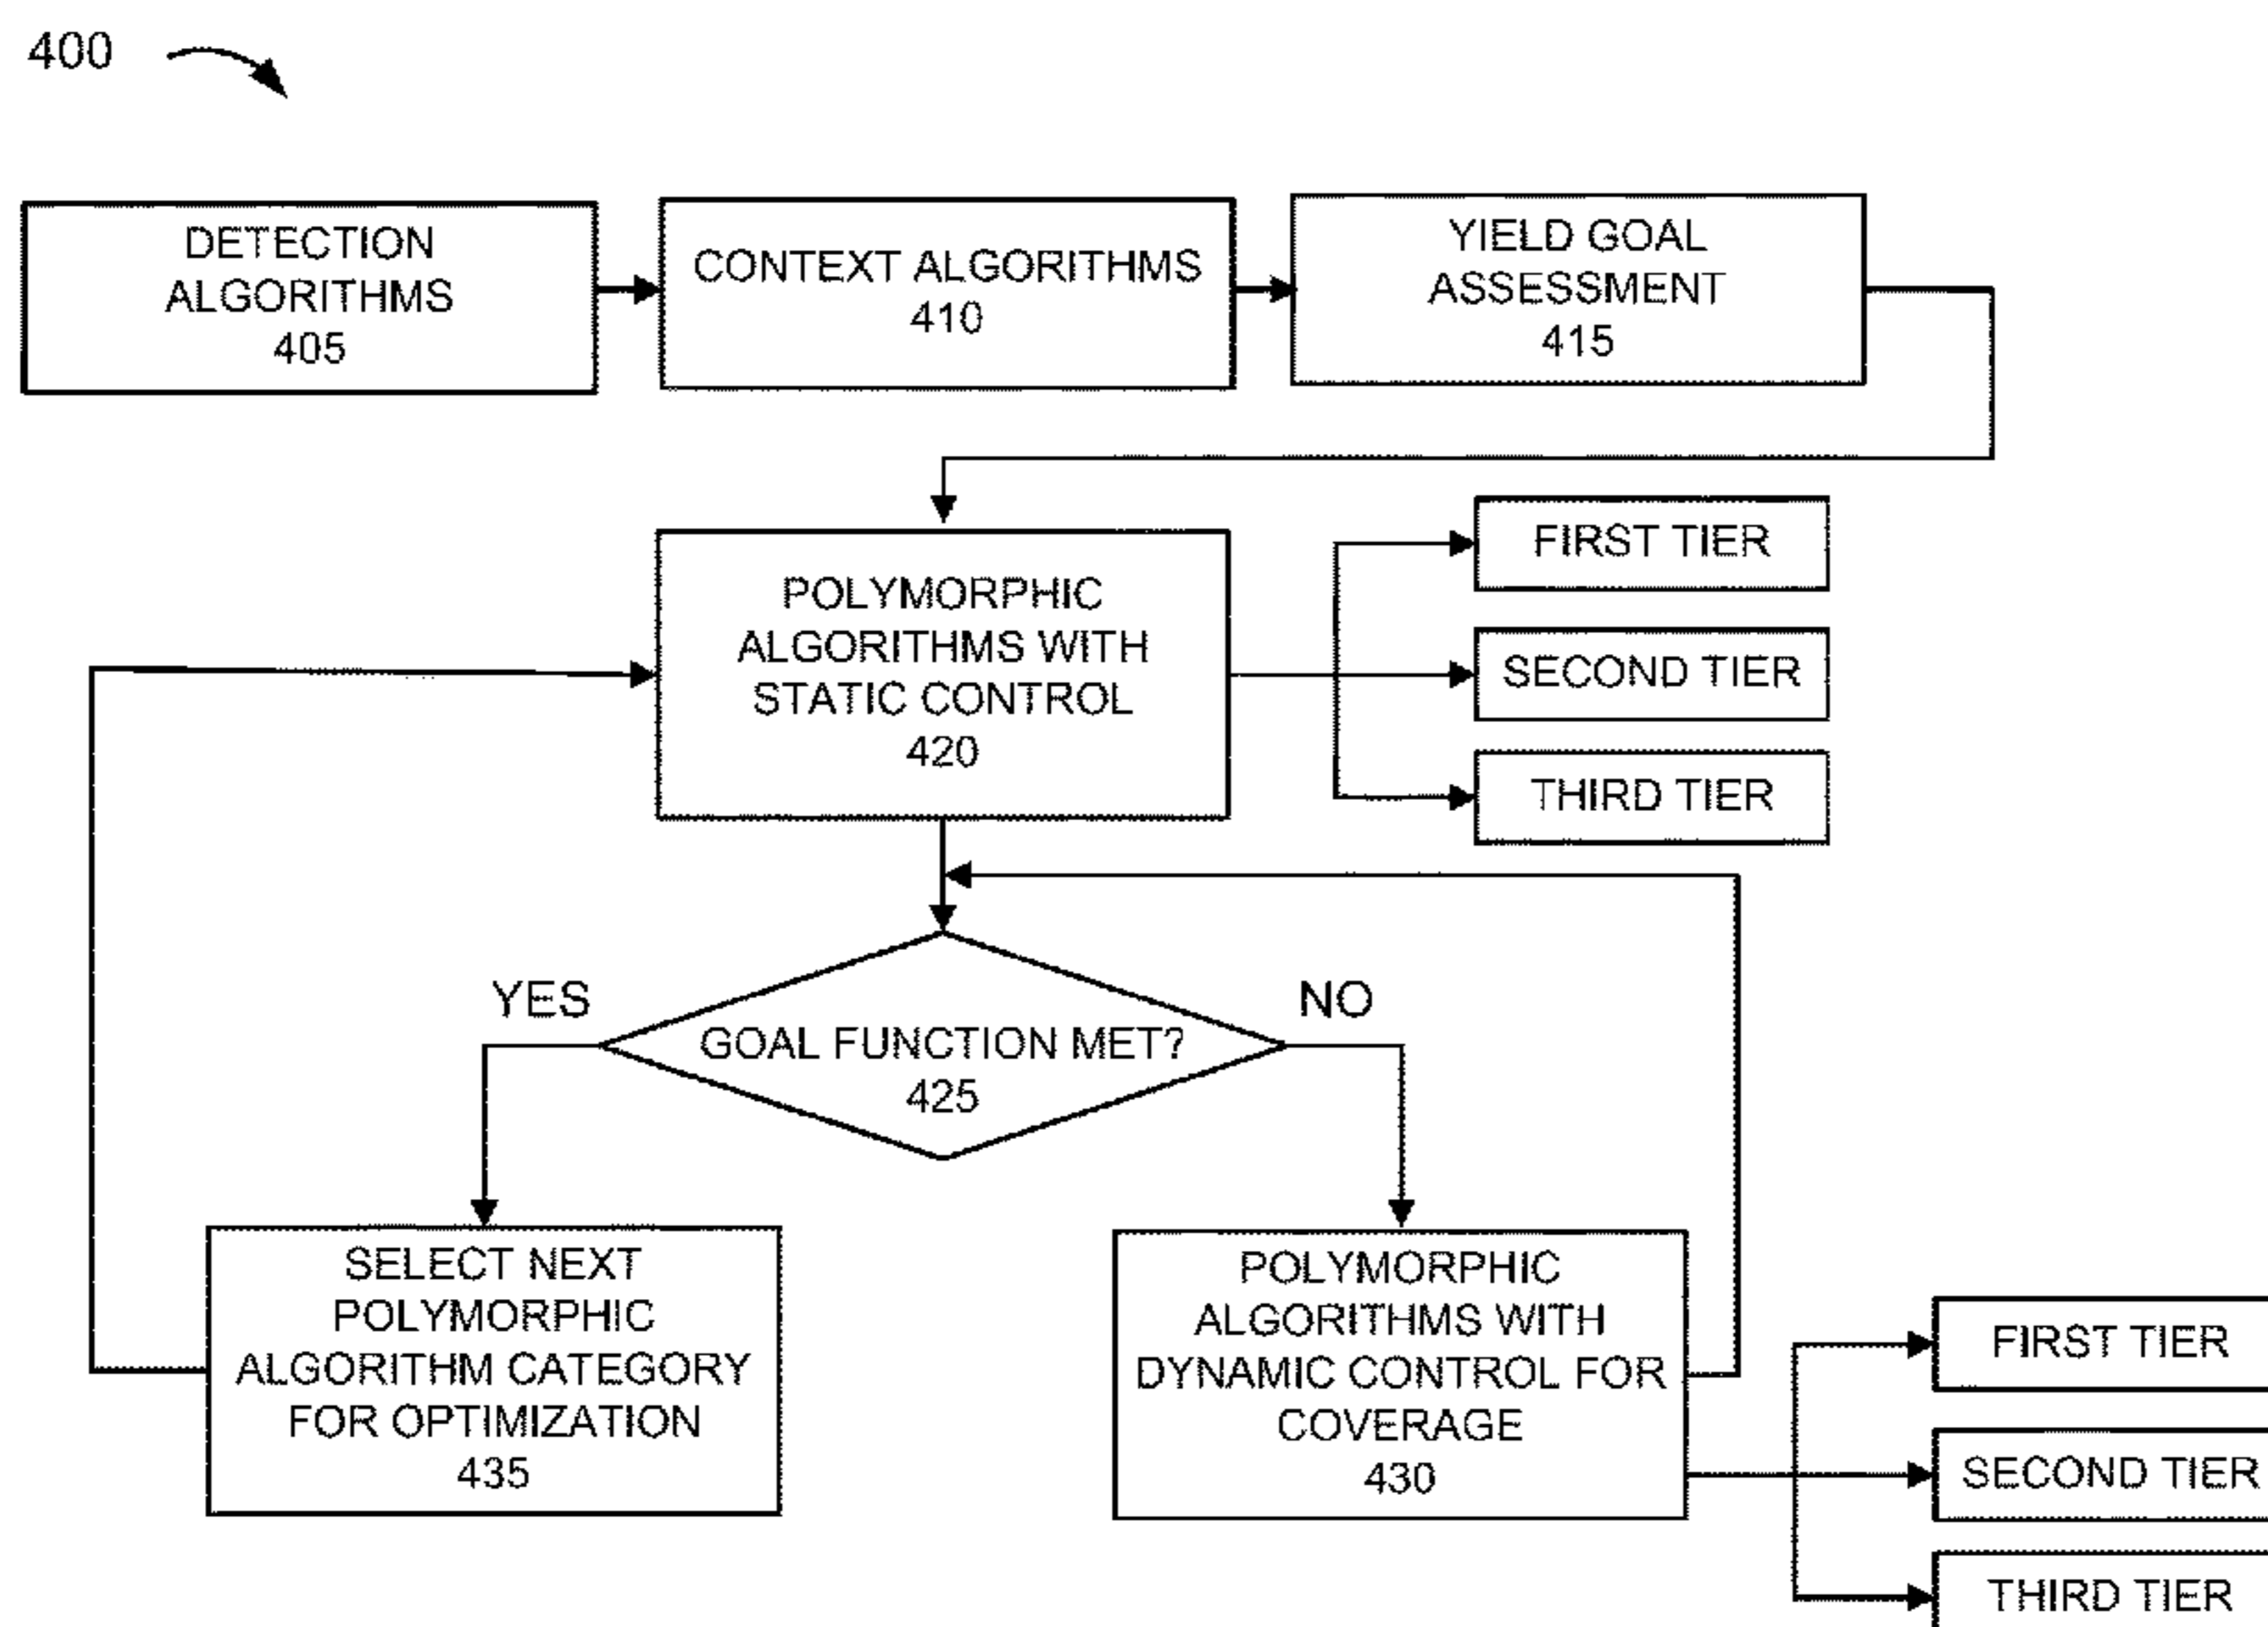 400
DETECTION
ALGORITHMS
405
CONTEXT ALGORITHMS
410
YIELD GOAL
ASSESSMENT
415
POLYMORPHIC
ALGORITHMS WITH
STATIC CONTROL
420
FIRST TIER
SECOND TIER
THIRD TIER
GOAL FUNCTION MET?
425
YES
NO
SELECT NEXT
POLYMORPHIC
ALGORITHM CATEGORY
FOR OPTIMIZATION
435
POLYMORPHIC
ALGORITHMS WITH
DYNAMIC CONTROL FOR
COVERAGE
430
FIRST TIER
SECOND TIER
THIRD TIER